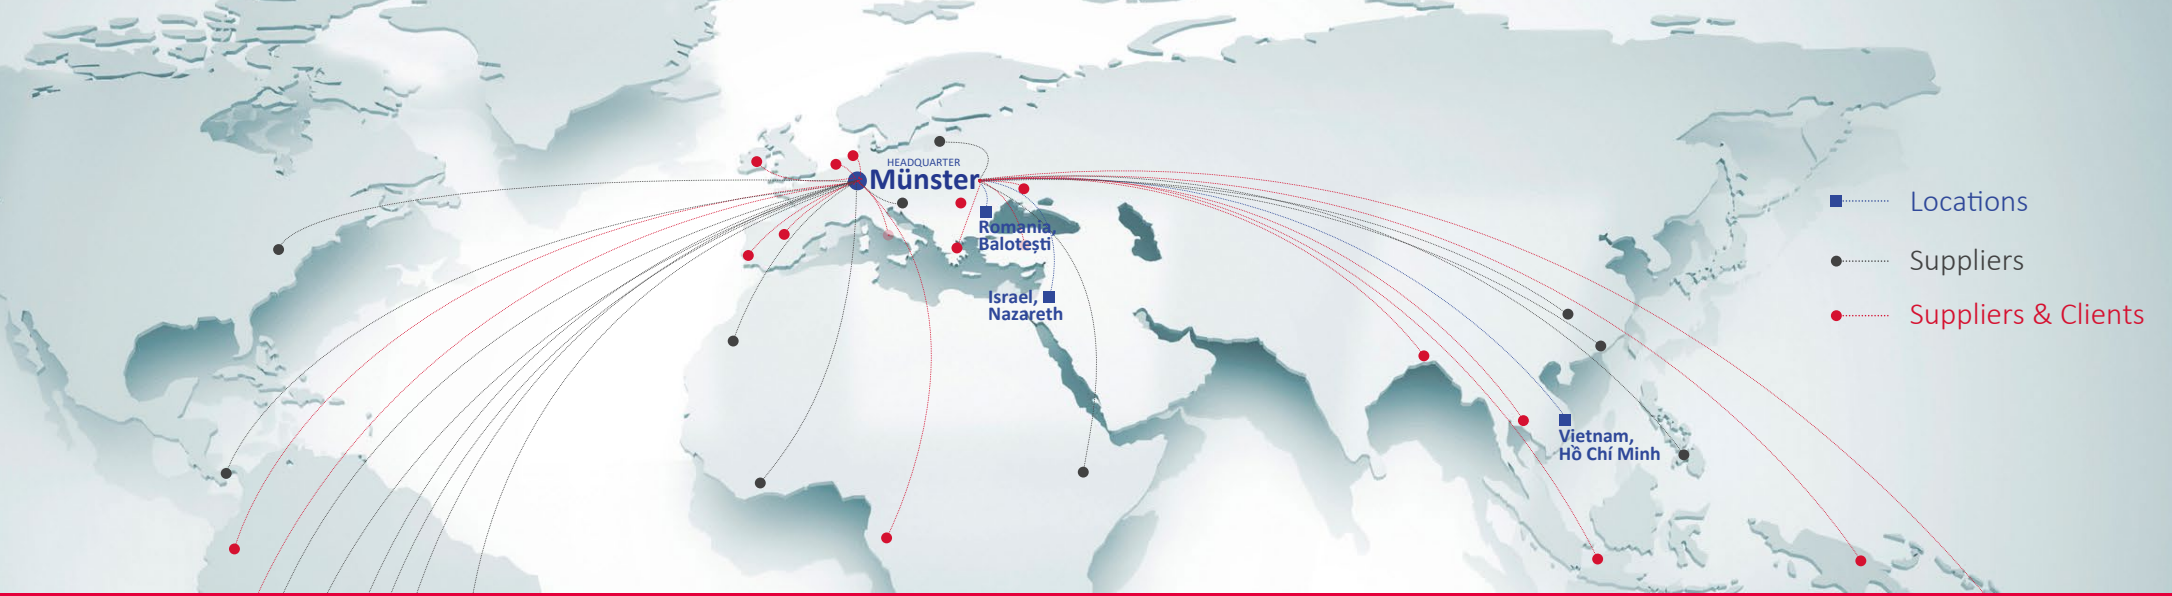 HEADQUARTER
Münster
Romania,
Balotești
Israel,
Nazareth
Vietnam,
Hồ Chí Minh
Locations
Suppliers
Suppliers & Clients